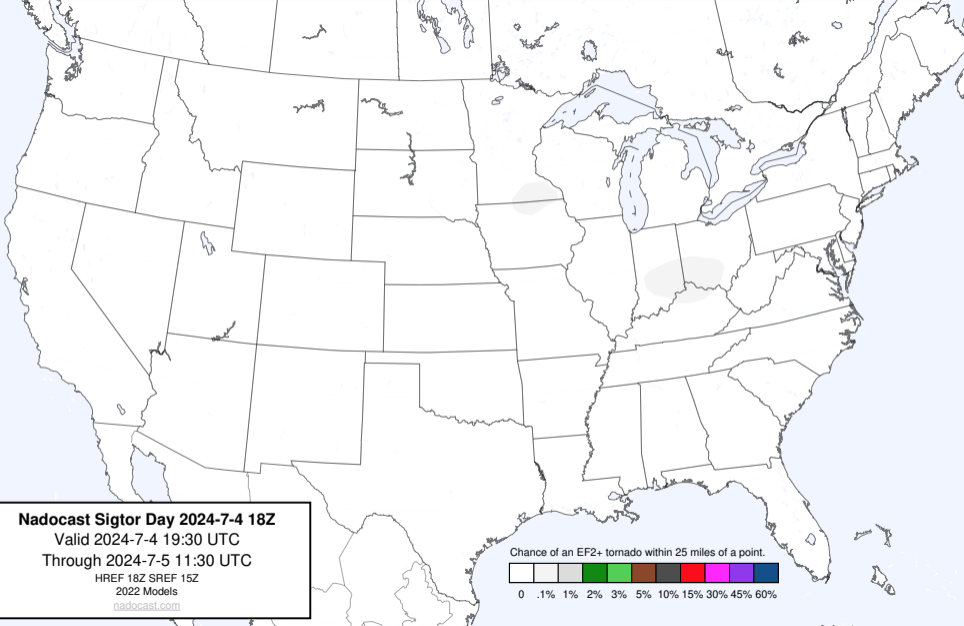 Nadocast Sigtor Day 2024-7-4 18Z
Valid 2024-7-4 19:30 UTC
Through 2024-7-5 11:30 UTC
HREF 18Z SREF 15Z
2022 Models
nadocast.com
Chance of an EF2+ tornado within 25 miles of a point.
0 .1% 1% 2% 3% 5% 10% 15% 30% 45% 60%